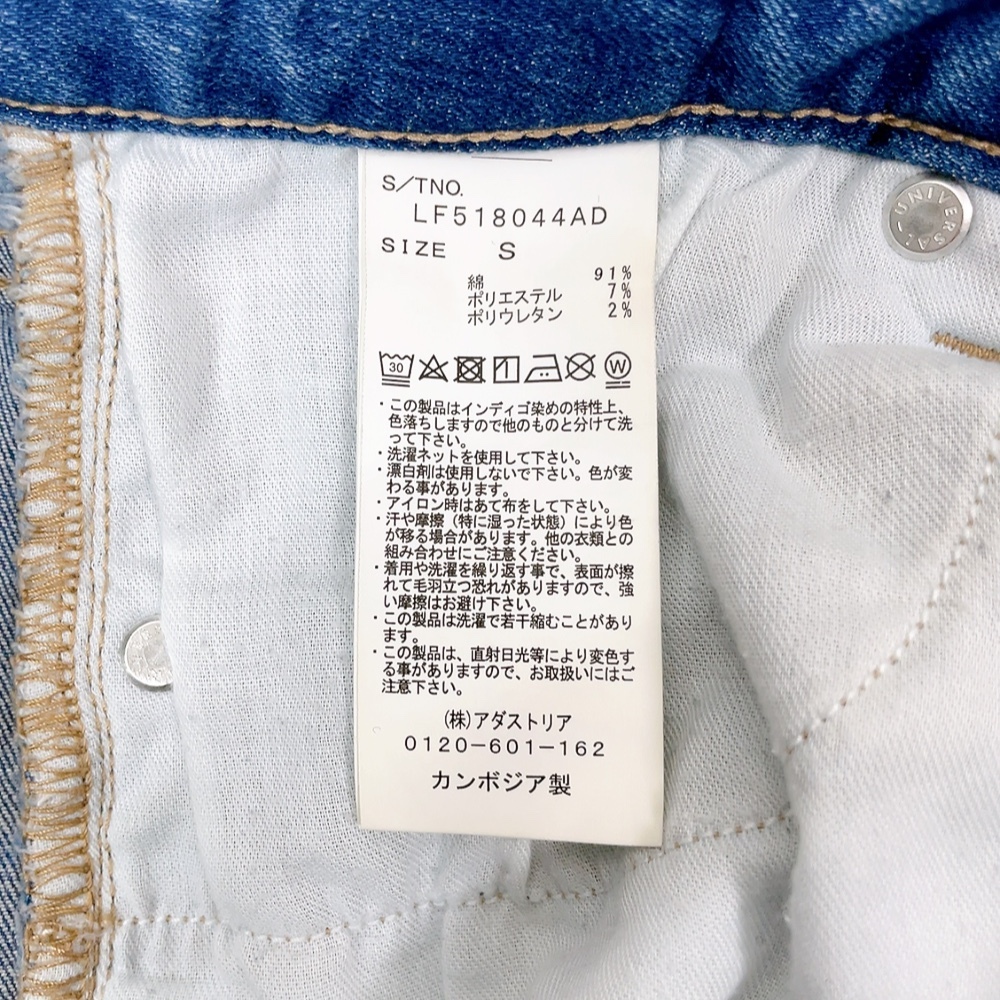 S/TNO.
LF518044AD
SIZE S
綿 91%
ポリエステル 7%
ポリウレタン 2%
30 W
・この製品はインディゴ染めの特性上、
色落ちしますので他のものと分けて洗
って下さい。
・洗濯ネットを使用して下さい。
・漂白剤は使用しないで下さい。色が変
わる事があります。
・アイロン時はあて布をして下さい。
・汗や摩擦（特に湿った状態）により色
が移る場合があります。他の衣類との
組み合わせにご注意ください。
・着用や洗濯を繰り返す事で、表面が擦
れて毛羽立つ恐れがありますので、強
い摩擦はお避け下さい。
・この製品は洗濯で若干縮むことがあり
ます。
・この製品は、直射日光等により変色す
る事がありますので、お取扱いにはご
注意下さい。
(株)アダストリア
0120-601-162
カンボジア製
UNIVERSAL